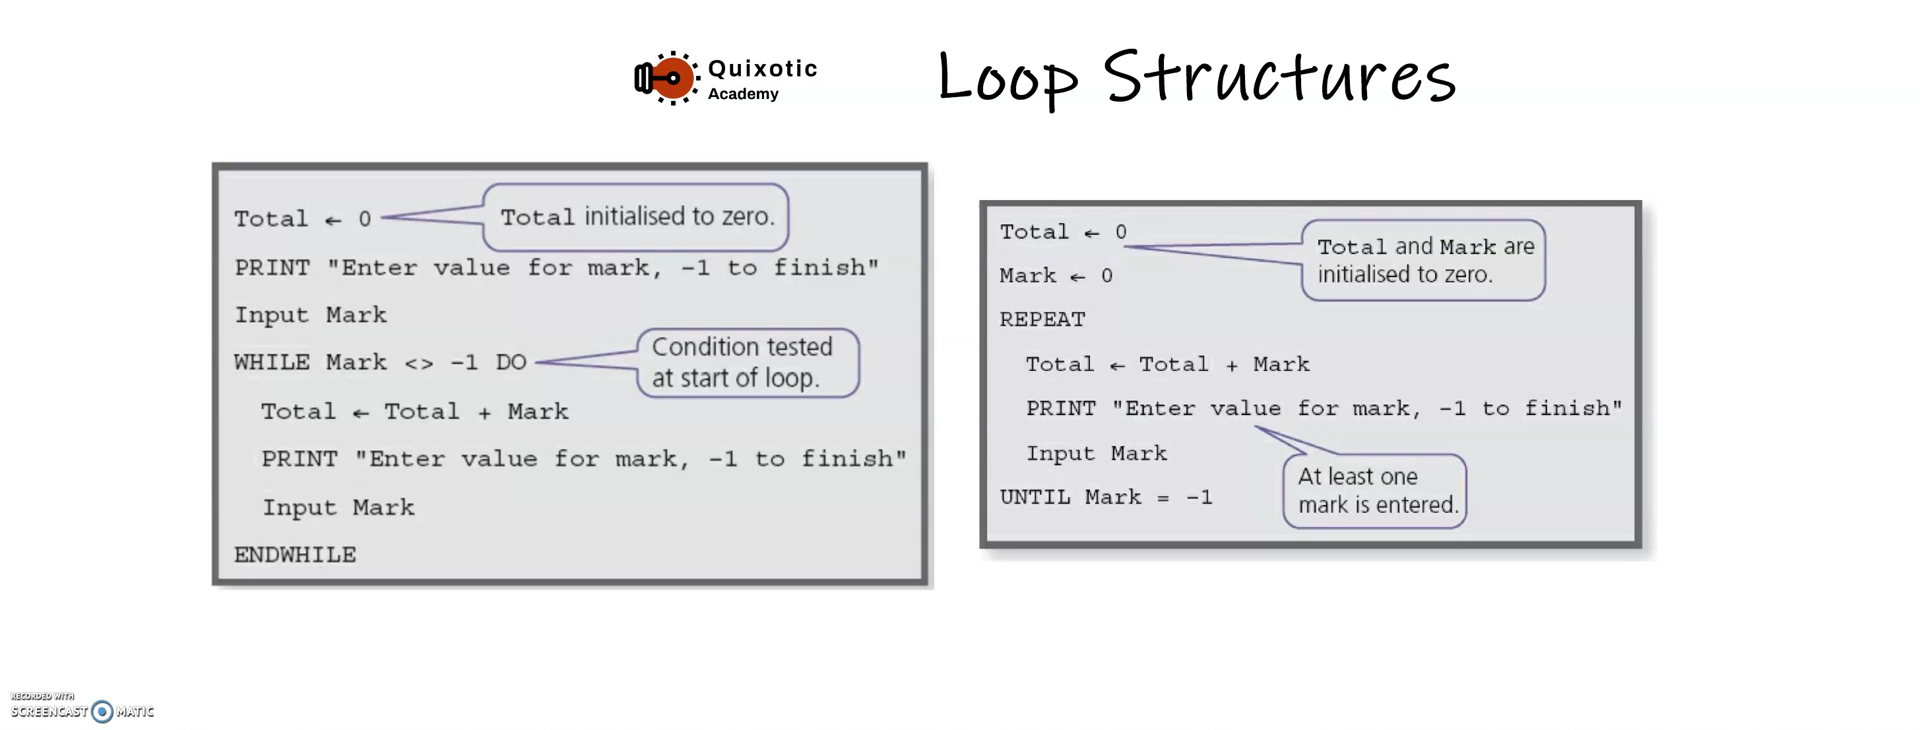 Quixotic
Academy
Loop Structures
Total ← 0
Total initialised to zero.
PRINT "Enter value for mark, -1 to finish"
Input Mark
WHILE Mark <> -1 DO
Condition tested
at start of loop.
Total ← Total + Mark
PRINT "Enter value for mark, -1 to finish"
Input Mark
ENDWHILE
Total ← 0
Total and Mark are
initialised to zero.
Mark ← 0
REPEAT
Total ← Total + Mark
PRINT "Enter value for mark, -1 to finish"
Input Mark
At least one
mark is entered.
UNTIL Mark = -1
RECORDED WITH
SCREENCAST MATIC